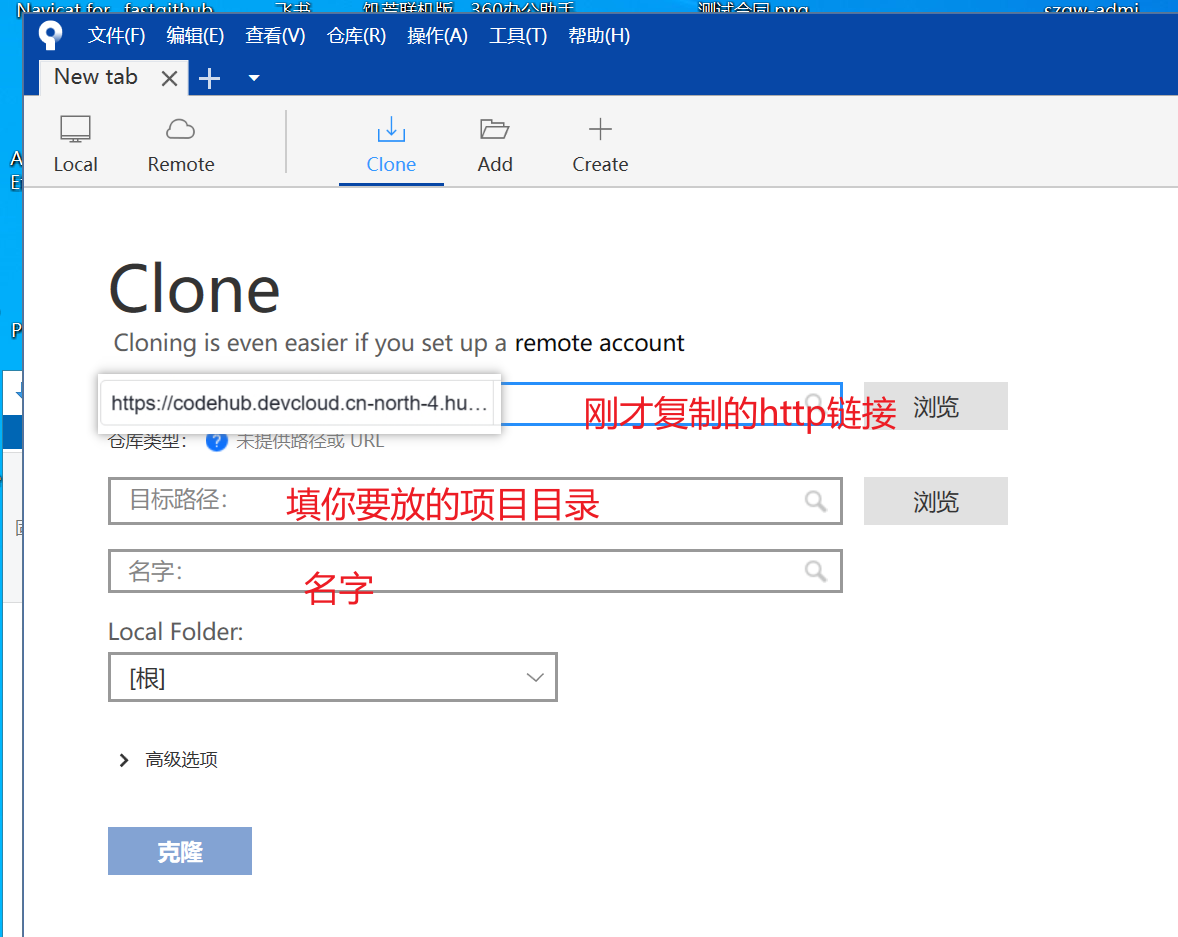 Navicat for fastgithub 飞书 饥荒联机版 360办公助手 测试合同.png szgw-admi
文件(F) 编辑(E) 查看(V) 仓库(R) 操作(A) 工具(T) 帮助(H)
New tab
Local Remote Clone Add Create
Clone
Cloning is even easier if you set up a remote account
https://codehub.devcloud.cn-north-4.hu...
刚才复制的http链接
浏览
仓库类型: ? 未提供路径或 URL
目标路径:
填你要放的项目目录
浏览
名字:
名字
Local Folder:
[根]
高级选项
克隆